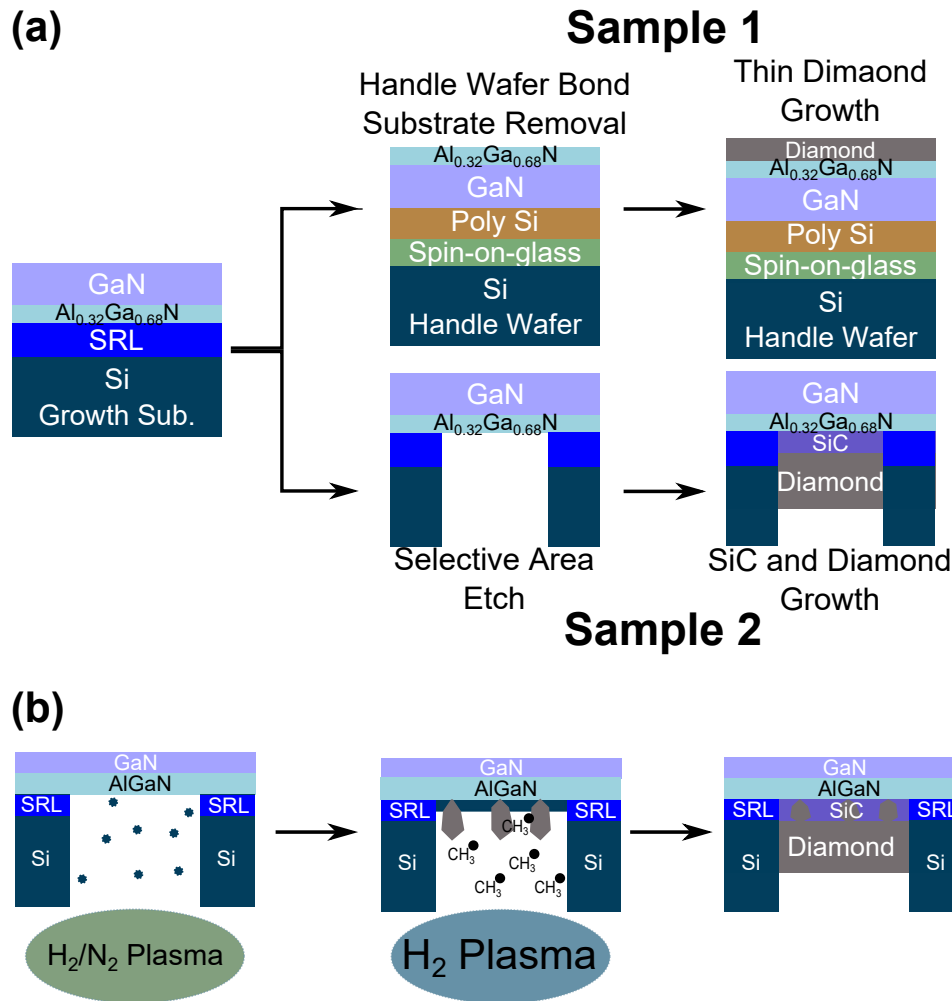 (a)
Sample 1
Handle Wafer Bond
Substrate Removal
Thin Dimaond
Growth
GaN
Al0.32Ga0.68N
SRL
Si
Growth Sub.
Al0.32Ga0.68N
GaN
Poly Si
Spin-on-glass
Si
Handle Wafer
Diamond
Al0.32Ga0.68N
GaN
Poly Si
Spin-on-glass
Si
Handle Wafer
GaN
Al0.32Ga0.68N
Selective Area
Etch
GaN
Al0.32Ga0.68N
SiC
Diamond
SiC and Diamond
Growth
Sample 2
(b)
GaN
AlGaN
SRL SRL
Si Si
H2/N2 Plasma
GaN
AlGaN
SRL SRL
CH3
Si Si
CH3 CH3
CH3 CH3
H2 Plasma
GaN
AlGaN
SRL SiC SRL
Si Diamond Si